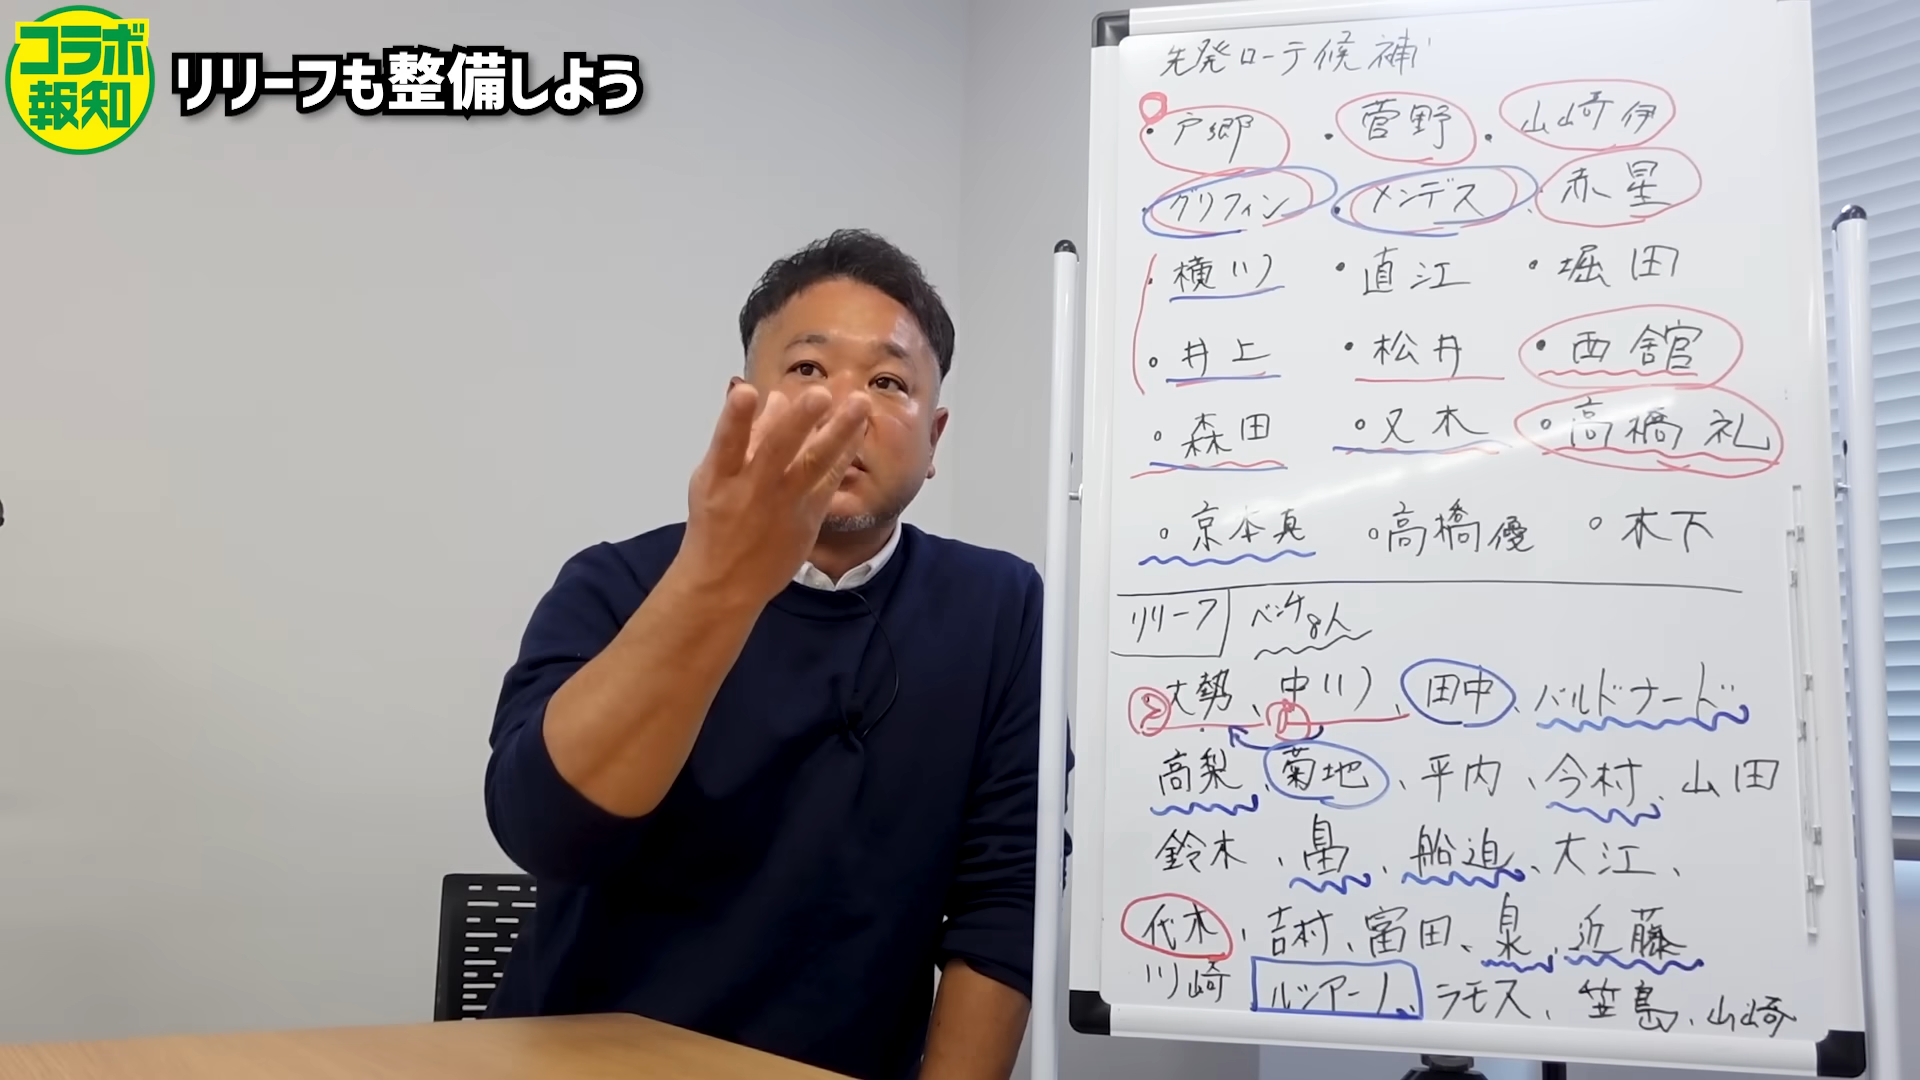 コラボ
報知
リリーフも整備しよう
先発ローテ候補
・戸郷 ・菅野 ・山崎伊
・グリフィン ・メンデス ・赤星
・横川 ・直江 ・堀田
。井上 ・松井 ・西舘
。森田 。又木 ・高橋礼
。京本真 。高橋優 。木下
リリーフ ベンチ8人
大勢、中川、田中、バルドナード
高梨、菊地、平内、今村、山田
鈴木、畠、船迫、大江、
代木、吉村、富田、泉、近藤
川崎 ルシアーノ、ラモス、笠島、山崎